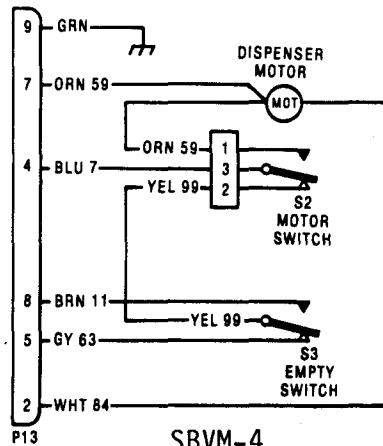 9 GRN
DISPENSER
MOTOR
7 ORN 59
MOT
ORN 59 1
4 BLU 7 3
YEL 99 2
S2
MOTOR
SWITCH
8 BRN 11
YEL 99
5 GY 63
S3
EMPTY
SWITCH
2 WHT 84
P13
SBVM-4